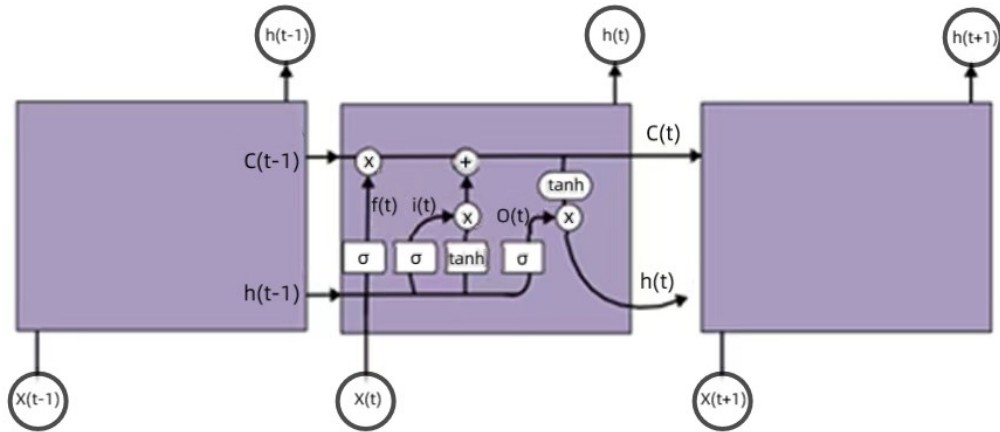 h(t-1)
h(t)
h(t+1)
C(t)
C(t-1)
x
+
tanh
f(t)
i(t)
x
O(t)
x
σ
σ
tanh
σ
h(t-1)
h(t)
X(t-1)
X(t)
X(t+1)